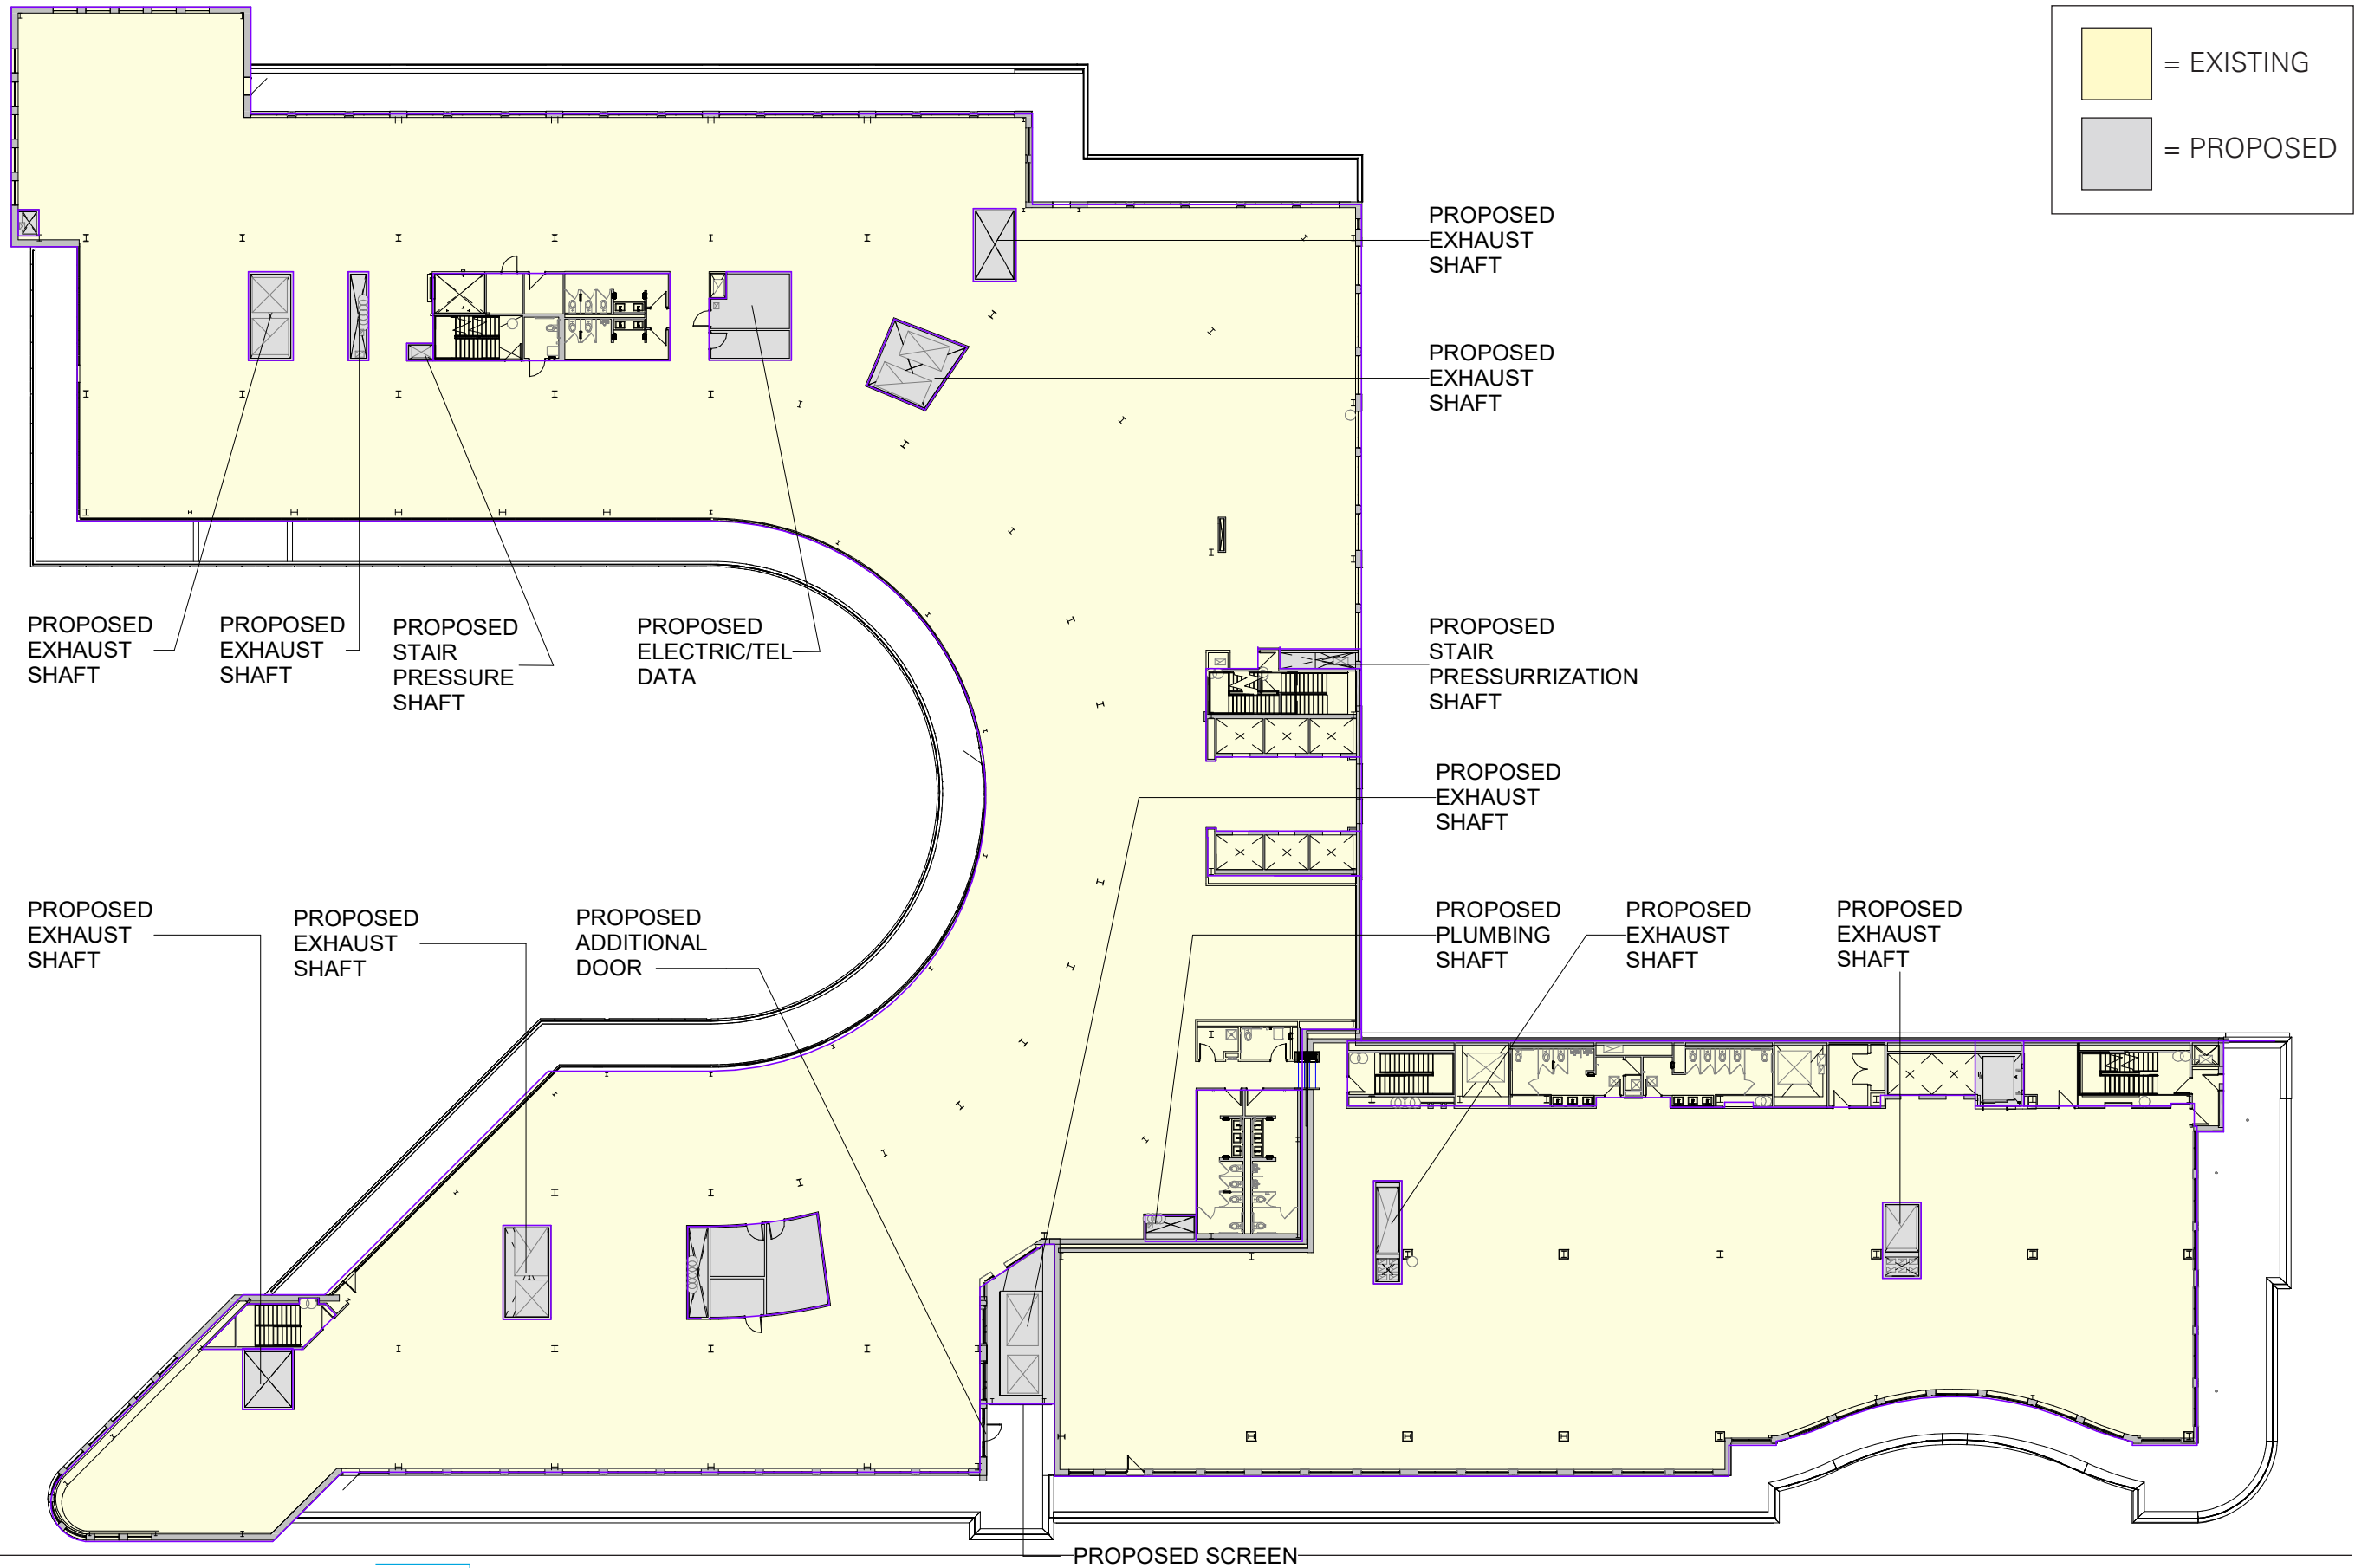 = EXISTING
= PROPOSED
PROPOSED
EXHAUST
SHAFT
PROPOSED
EXHAUST
SHAFT
PROPOSED
EXHAUST
SHAFT
PROPOSED
EXHAUST
SHAFT
PROPOSED
STAIR
PRESSURE
SHAFT
PROPOSED
ELECTRIC/TEL
DATA
PROPOSED
STAIR
PRESSURRIZATION
SHAFT
PROPOSED
EXHAUST
SHAFT
PROPOSED
EXHAUST
SHAFT
PROPOSED
EXHAUST
SHAFT
PROPOSED
ADDITIONAL
DOOR
PROPOSED
PLUMBING
SHAFT
PROPOSED
EXHAUST
SHAFT
PROPOSED
EXHAUST
SHAFT
PROPOSED SCREEN